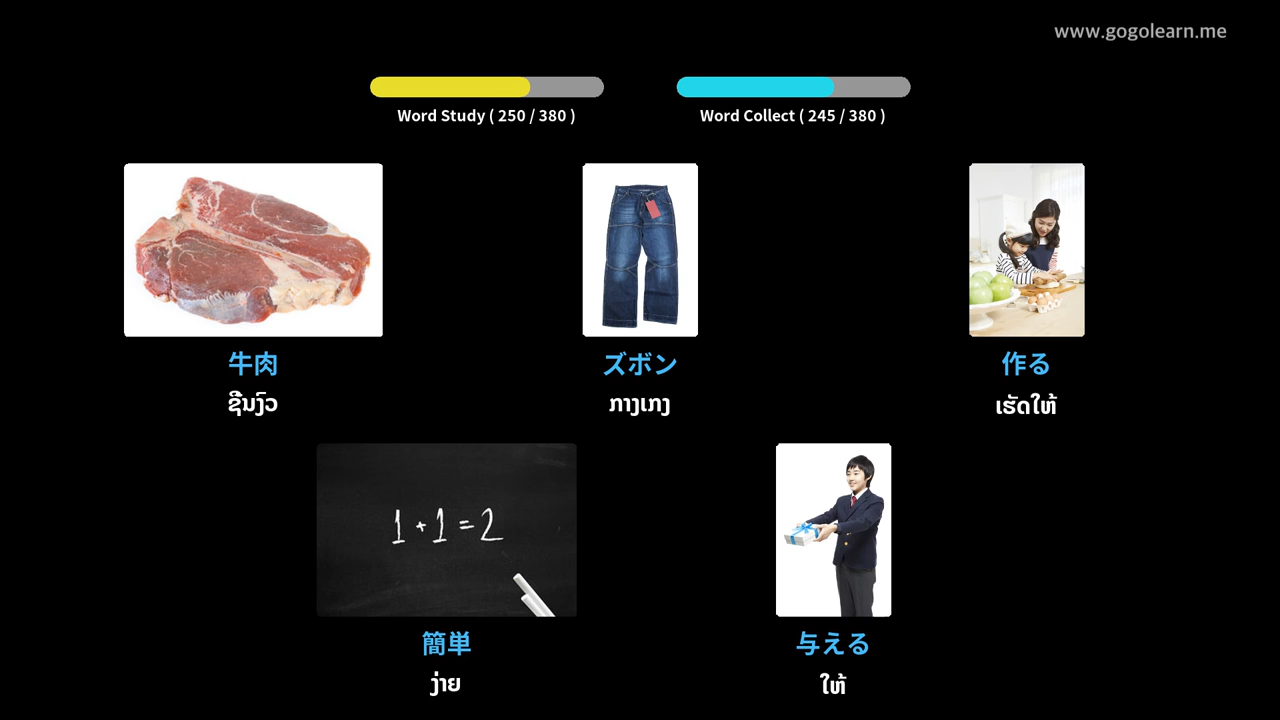 www.gogolearn.me
Word Study ( 250 / 380 )
Word Collect ( 245 / 380 )
牛肉
ຊີ້ນງົວ
ズボン
ກາງເກງ
作る
ເຮັດໃຫ້
1 + 1 = 2
簡単
ງ່າຍ
与える
ໃຫ້